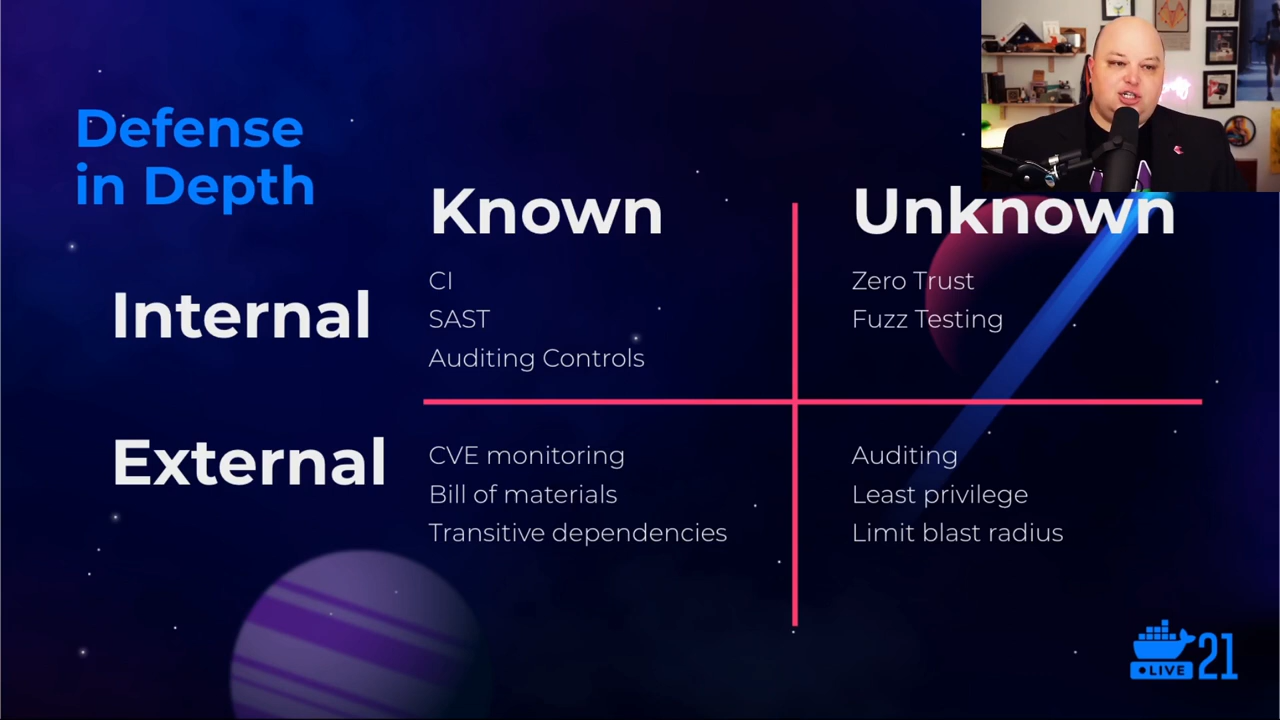 Defense
in Depth
Known
Unknown
Internal
CI
SAST
Auditing Controls
Zero Trust
Fuzz Testing
External
CVE monitoring
Bill of materials
Transitive dependencies
Auditing
Least privilege
Limit blast radius
LIVE 21